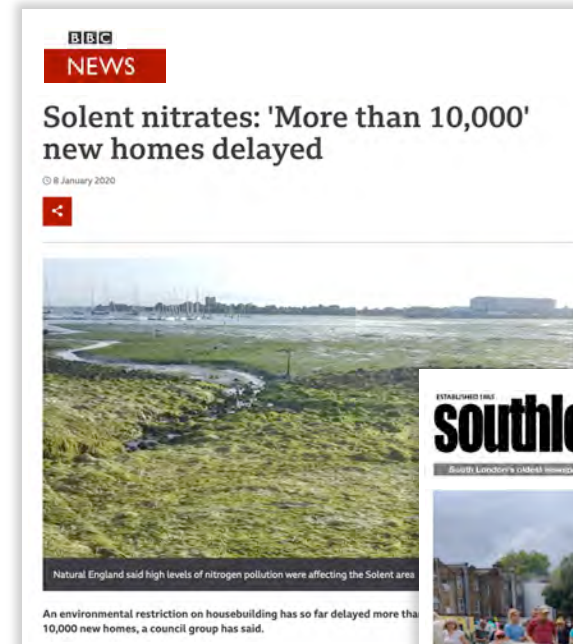 BBC
NEWS
Solent nitrates: 'More than 10,000'
new homes delayed
8 January 2020
Natural England said high levels of nitrogen pollution were affecting the Solent area
An environmental restriction on housebuilding has so far delayed more tha
10,000 new homes, a council group has said.
ESTABLISHED 1865
southlo
South London's oldest newspap